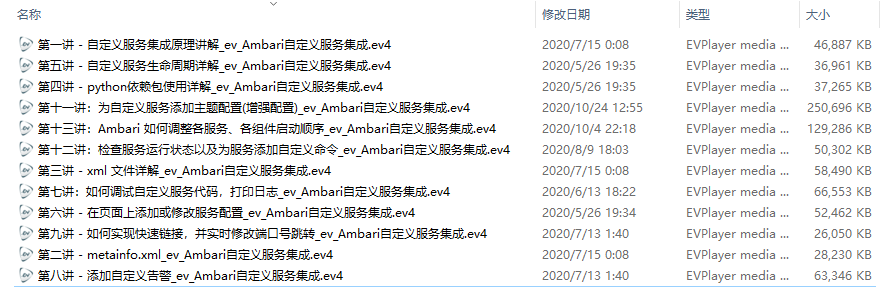 名称 修改日期 类型 大小
第一讲 - 自定义服务集成原理讲解_ev_Ambari自定义服务集成.ev4 2020/7/15 0:08 EVPlayer media ... 46,887 KB
第五讲 - 自定义服务生命周期详解_ev_Ambari自定义服务集成.ev4 2020/5/26 19:35 EVPlayer media ... 36,961 KB
第四讲 - python依赖包使用详解_ev_Ambari自定义服务集成.ev4 2020/5/26 19:35 EVPlayer media ... 37,265 KB
第十一讲：为自定义服务添加主题配置(增强配置)_ev_Ambari自定义服务集成.ev4 2020/10/24 12:55 EVPlayer media ... 250,696 KB
第十三讲：Ambari 如何调整各服务、各组件启动顺序_ev_Ambari自定义服务集成.ev4 2020/10/4 22:18 EVPlayer media ... 129,286 KB
第十二讲：检查服务运行状态以及为服务添加自定义命令_ev_Ambari自定义服务集成.ev4 2020/8/9 18:03 EVPlayer media ... 50,302 KB
第三讲 - xml 文件详解_ev_Ambari自定义服务集成.ev4 2020/7/15 0:08 EVPlayer media ... 58,490 KB
第七讲：如何调试自定义服务代码，打印日志_ev_Ambari自定义服务集成.ev4 2020/6/13 18:22 EVPlayer media ... 66,553 KB
第六讲 - 在页面上添加或修改服务配置_ev_Ambari自定义服务集成.ev4 2020/5/26 19:34 EVPlayer media ... 52,462 KB
第九讲 - 如何实现快速链接，并实时修改端口号跳转_ev_Ambari自定义服务集成.ev4 2020/7/13 1:40 EVPlayer media ... 26,050 KB
第二讲 - metainfo.xml_ev_Ambari自定义服务集成.ev4 2020/7/15 0:08 EVPlayer media ... 28,230 KB
第八讲 - 添加自定义告警_ev_Ambari自定义服务集成.ev4 2020/7/13 1:40 EVPlayer media ... 63,346 KB